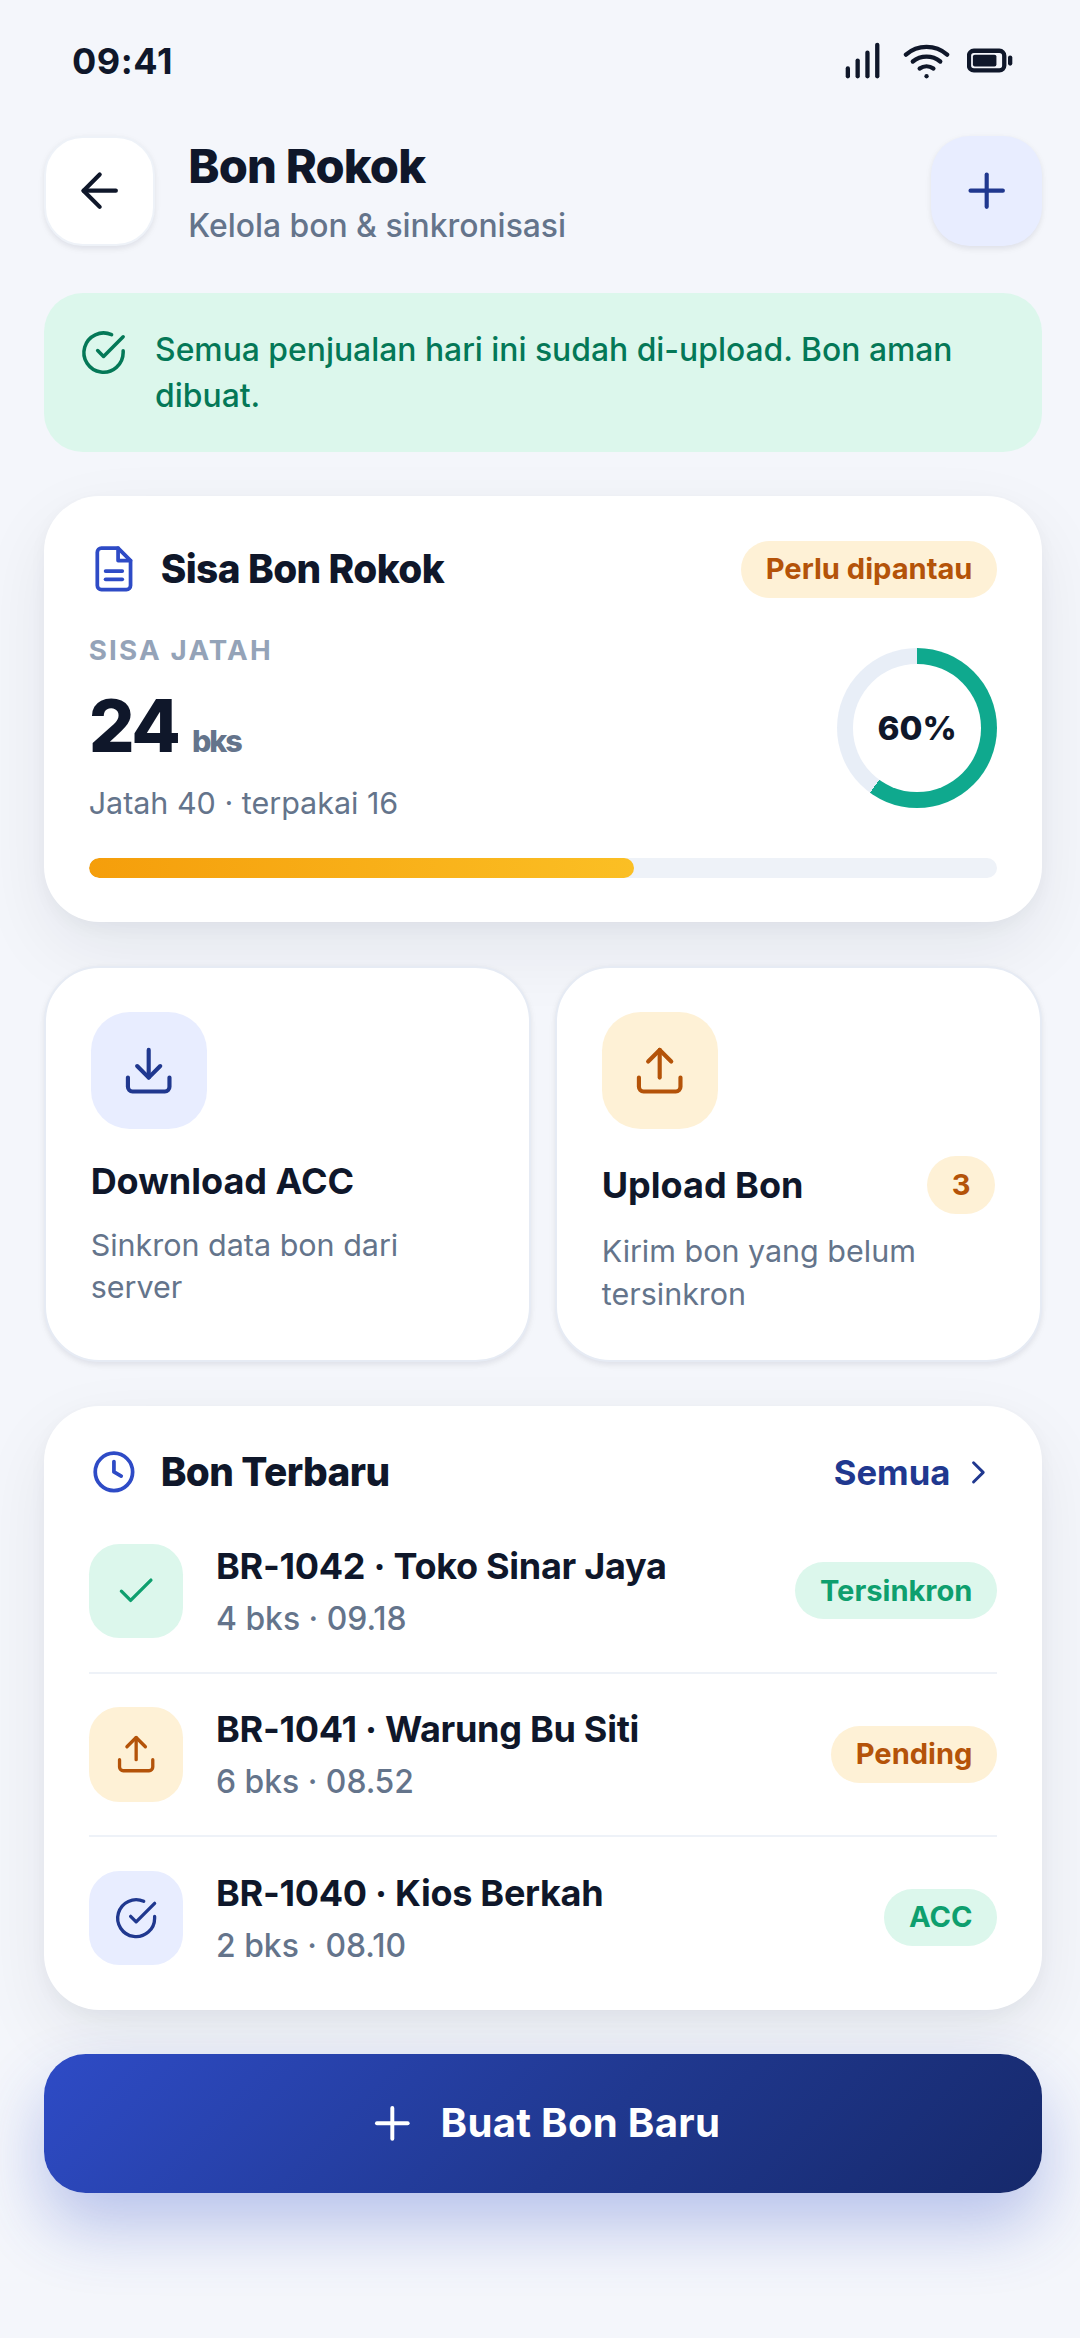 09:41
Bon Rokok
Kelola bon & sinkronisasi
Semua penjualan hari ini sudah di-upload. Bon aman
dibuat.
Sisa Bon Rokok
Perlu dipantau
SISA JATAH
24 bks
60%
Jatah 40 · terpakai 16
Download ACC
Sinkron data bon dari
server
Upload Bon
3
Kirim bon yang belum
tersinkron
Bon Terbaru
Semua
BR-1042 · Toko Sinar Jaya
4 bks · 09.18
Tersinkron
BR-1041 · Warung Bu Siti
6 bks · 08.52
Pending
BR-1040 · Kios Berkah
2 bks · 08.10
ACC
Buat Bon Baru